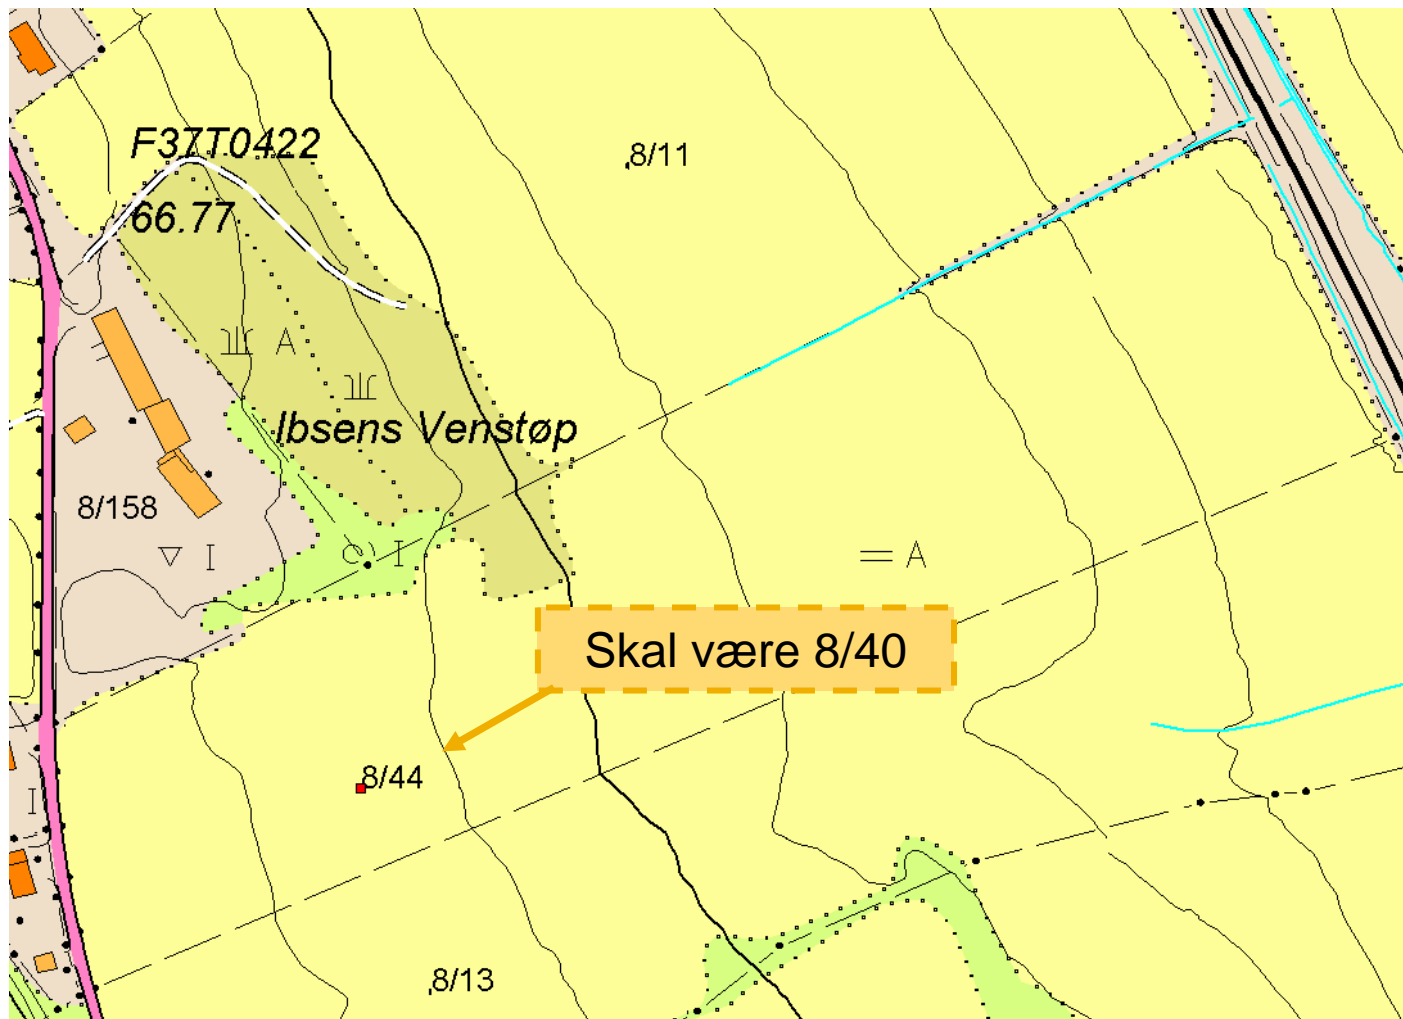 F37T0422
8/11
66.77
A
Ibsens Venstøp
8/158
I
I
A
Skal være 8/40
8/44
I
8/13